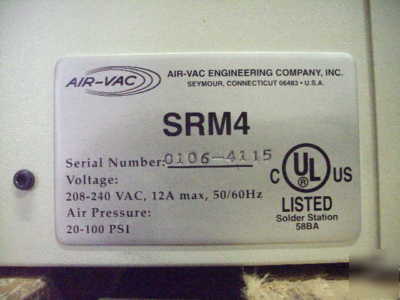 AIR-VAC
AIR-VAC ENGINEERING COMPANY, INC.
SEYMOUR, CONNECTICUT 06483 • U.S.A.
SRM4
Serial Number: 0106-4115
Voltage:
208-240 VAC, 12A max, 50/60Hz
Air Pressure:
20-100 PSI
C UL US
®
LISTED
Solder Station
58BA